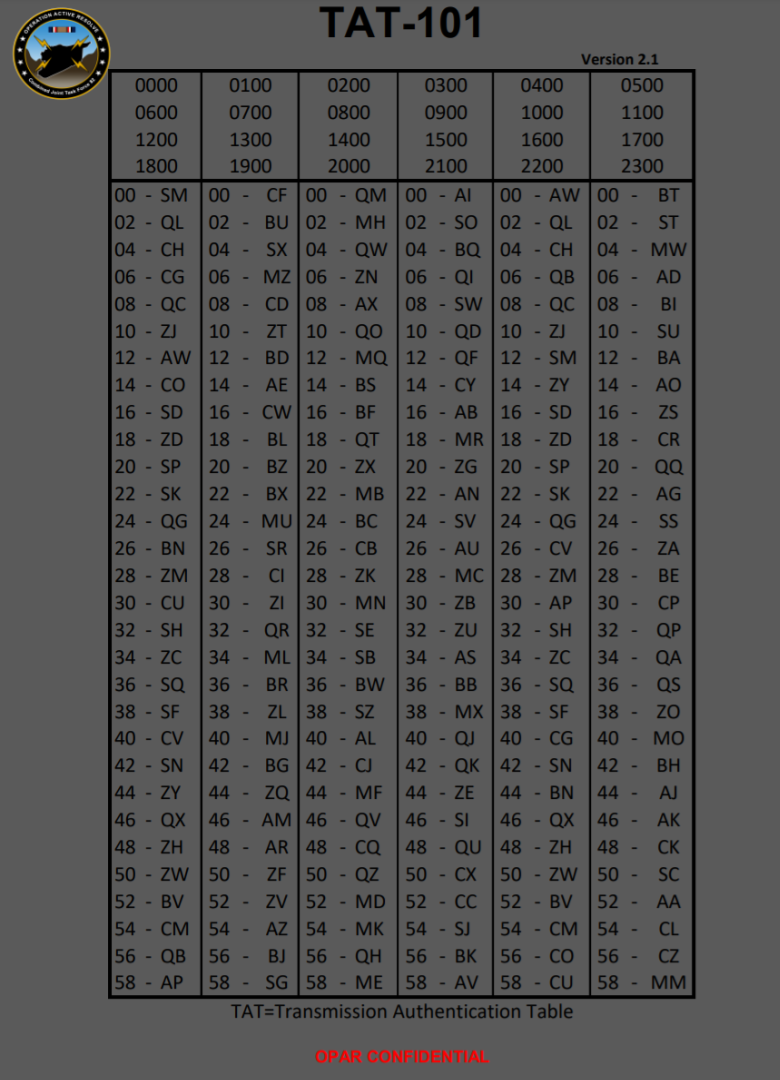 OPERATION ACTIVE RESOLVE
Combined Joint Task Force 82
TAT-101
Version 2.1
0000 0100 0200 0300 0400 0500
0600 0700 0800 0900 1000 1100
1200 1300 1400 1500 1600 1700
1800 1900 2000 2100 2200 2300
00 - SM 00 - CF 00 - QM 00 - AI 00 - AW 00 - BT
02 - QL 02 - BU 02 - MH 02 - SO 02 - QL 02 - ST
04 - CH 04 - SX 04 - QW 04 - BQ 04 - CH 04 - MW
06 - CG 06 - MZ 06 - ZN 06 - QI 06 - QB 06 - AD
08 - QC 08 - CD 08 - AX 08 - SW 08 - QC 08 - BI
10 - ZJ 10 - ZT 10 - QO 10 - QD 10 - ZJ 10 - SU
12 - AW 12 - BD 12 - MQ 12 - QF 12 - SM 12 - BA
14 - CO 14 - AE 14 - BS 14 - CY 14 - ZY 14 - AO
16 - SD 16 - CW 16 - BF 16 - AB 16 - SD 16 - ZS
18 - ZD 18 - BL 18 - QT 18 - MR 18 - ZD 18 - CR
20 - SP 20 - BZ 20 - ZX 20 - ZG 20 - SP 20 - QQ
22 - SK 22 - BX 22 - MB 22 - AN 22 - SK 22 - AG
24 - QG 24 - MU 24 - BC 24 - SV 24 - QG 24 - SS
26 - BN 26 - SR 26 - CB 26 - AU 26 - CV 26 - ZA
28 - ZM 28 - CI 28 - ZK 28 - MC 28 - ZM 28 - BE
30 - CU 30 - ZI 30 - MN 30 - ZB 30 - AP 30 - CP
32 - SH 32 - QR 32 - SE 32 - ZU 32 - SH 32 - QP
34 - ZC 34 - ML 34 - SB 34 - AS 34 - ZC 34 - QA
36 - SQ 36 - BR 36 - BW 36 - BB 36 - SQ 36 - QS
38 - SF 38 - ZL 38 - SZ 38 - MX 38 - SF 38 - ZO
40 - CV 40 - MJ 40 - AL 40 - QJ 40 - CG 40 - MO
42 - SN 42 - BG 42 - CJ 42 - QK 42 - SN 42 - BH
44 - ZY 44 - ZQ 44 - MF 44 - ZE 44 - BN 44 - AJ
46 - QX 46 - AM 46 - QV 46 - SI 46 - QX 46 - AK
48 - ZH 48 - AR 48 - CQ 48 - QU 48 - ZH 48 - CK
50 - ZW 50 - ZF 50 - QZ 50 - CX 50 - ZW 50 - SC
52 - BV 52 - ZV 52 - MD 52 - CC 52 - BV 52 - AA
54 - CM 54 - AZ 54 - MK 54 - SJ 54 - CM 54 - CL
56 - QB 56 - BJ 56 - QH 56 - BK 56 - CO 56 - CZ
58 - AP 58 - SG 58 - ME 58 - AV 58 - CU 58 - MM
TAT=Transmission Authentication Table
OPAR CONFIDENTIAL